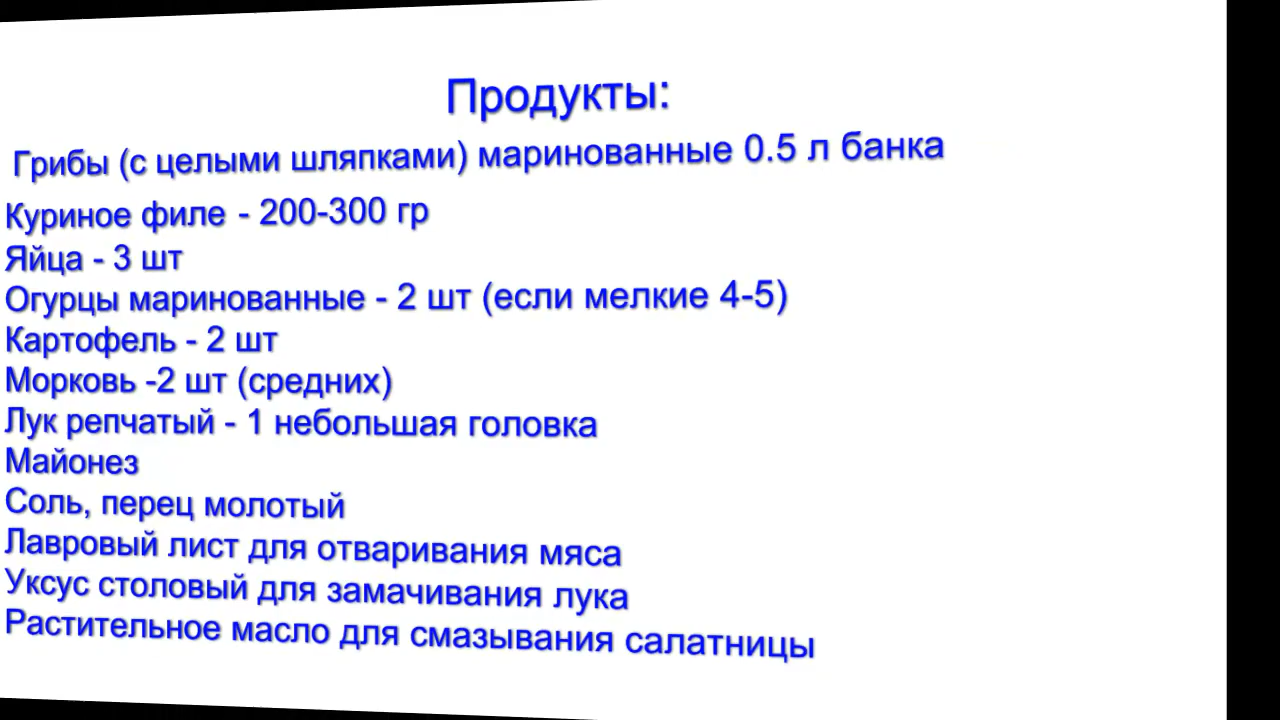 Продукты:
Грибы (с целыми шляпками) маринованные 0.5 л банка
Куриное филе - 200-300 гр
Яйца - 3 шт
Огурцы маринованные - 2 шт (если мелкие 4-5)
Картофель - 2 шт
Морковь -2 шт (средних)
Лук репчатый - 1 небольшая головка
Майонез
Соль, перец молотый
Лавровый лист для отваривания мяса
Уксус столовый для замачивания лука
Растительное масло для смазывания салатницы